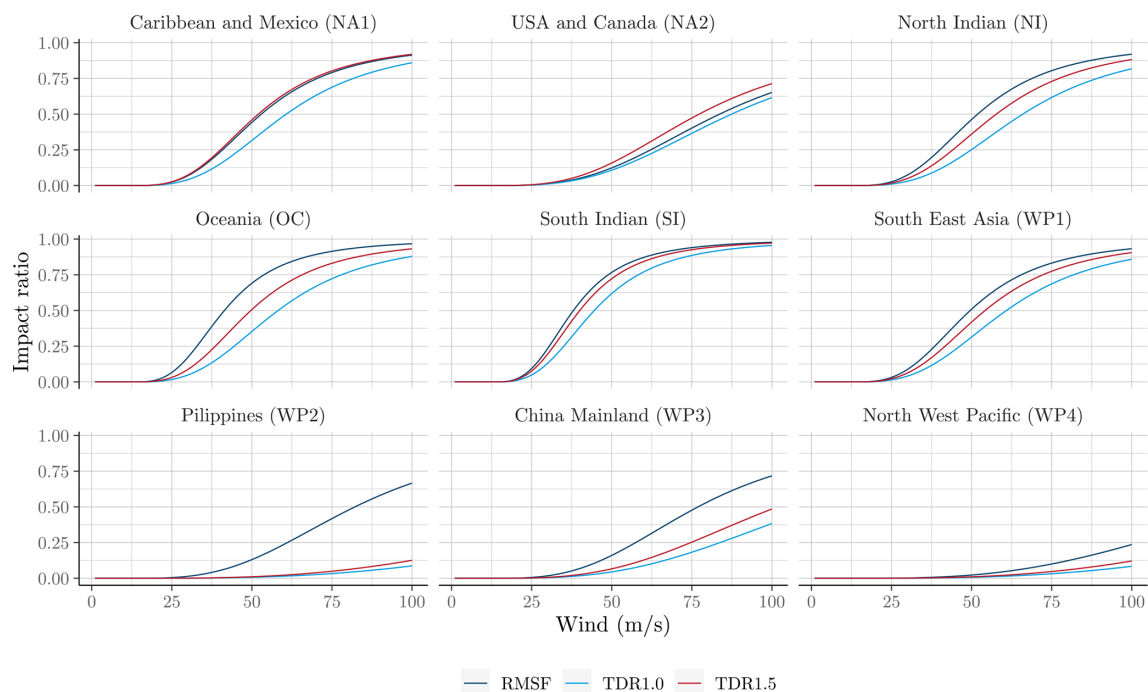 Caribbean and Mexico (NA1)
USA and Canada (NA2)
North Indian (NI)
1.00
0.75
0.50
0.25
0.00
Oceania (OC)
South Indian (SI)
South East Asia (WP1)
1.00
0.75
0.50
0.25
0.00
Impact ratio
Pilippines (WP2)
China Mainland (WP3)
North West Pacific (WP4)
1.00
0.75
0.50
0.25
0.00
0 25 50 75 100
0 25 50 75 100
0 25 50 75 100
Wind (m/s)
RMSF TDR1.0 TDR1.5